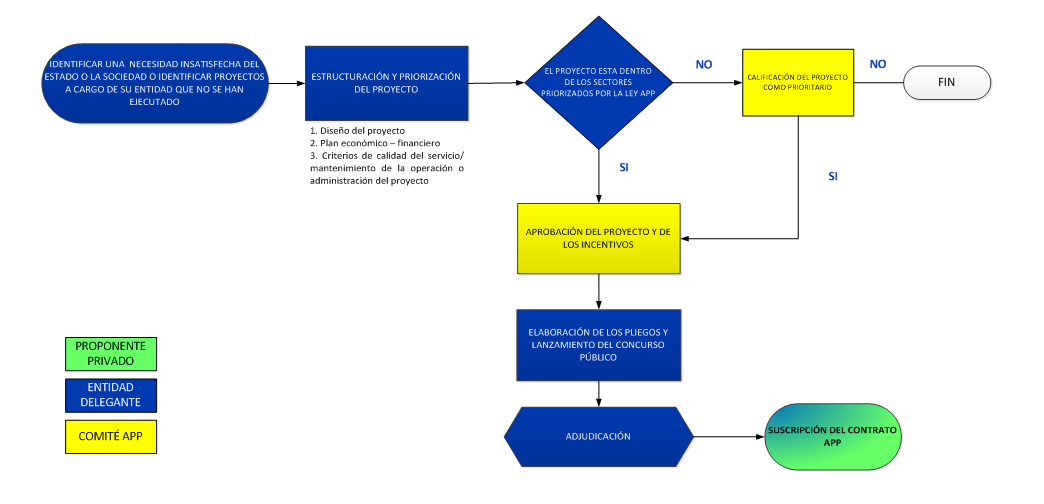 IDENTIFICAR UNA NECESIDAD INSATISFECHA DEL
ESTADO O LA SOCIEDAD O IDENTIFICAR PROYECTOS
A CARGO DE SU ENTIDAD QUE NO SE HAN
EJECUTADO
ESTRUCTURACIÓN Y PRIORIZACIÓN
DEL PROYECTO
1. Diseño del proyecto
2. Plan económico – financiero
3. Criterios de calidad del servicio/
mantenimiento de la operación o
administración del proyecto
EL PROYECTO ESTA DENTRO
DE LOS SECTORES
PRIORIZADOS POR LA LEY APP
NO
CALIFICACIÓN DEL PROYECTO
COMO PRIORITARIO
NO
FIN
SI
SI
APROBACIÓN DEL PROYECTO Y DE
LOS INCENTIVOS
ELABORACIÓN DE LOS PLIEGOS Y
LANZAMIENTO DEL CONCURSO
PÚBLICO
ADJUDICACIÓN
SUSCRIPCIÓN DEL CONTRATO
APP
PROPONENTE
PRIVADO
ENTIDAD
DELEGANTE
COMITÉ APP